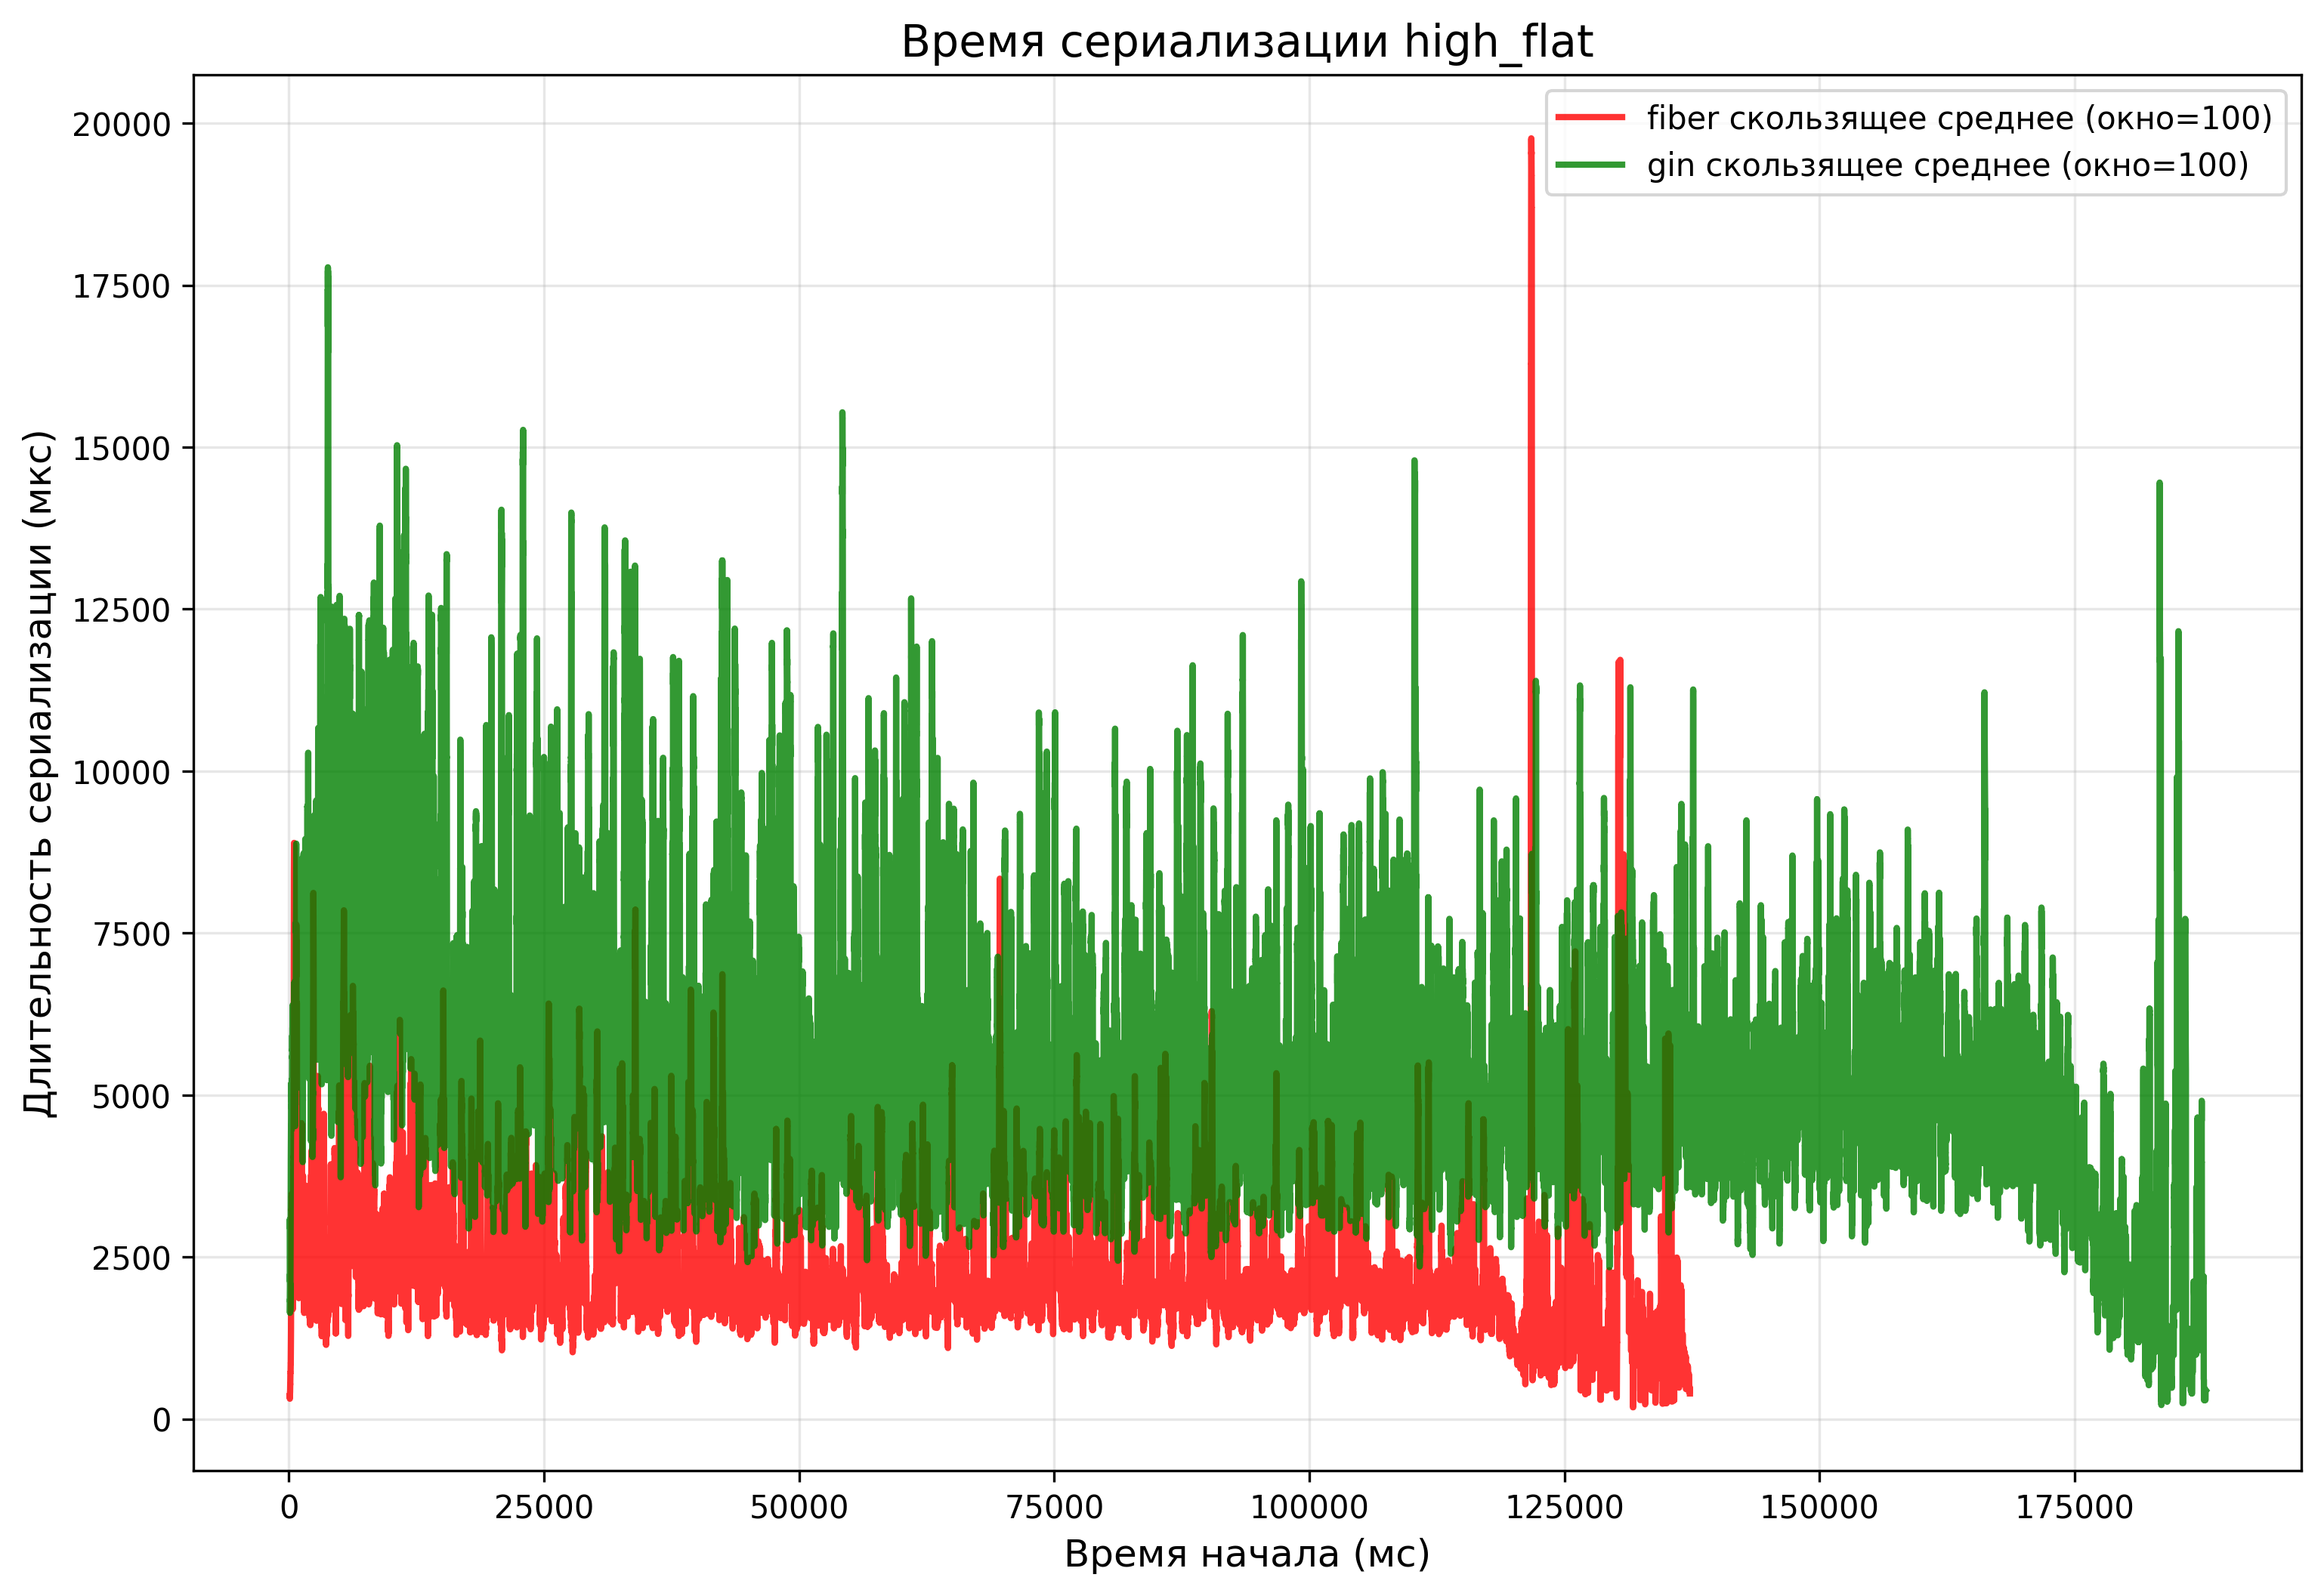 Время сериализации high_flat
fiber скользящее среднее (окно=100)
gin скользящее среднее (окно=100)
Длительность сериализации (мкс)
20000
17500
15000
12500
10000
7500
5000
2500
0
0 25000 50000 75000 100000 125000 150000 175000
Время начала (мс)